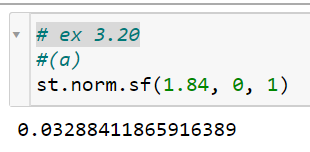 # ex 3.20
#(a)
st.norm.sf(1.84, 0, 1)
0.03288411865916389